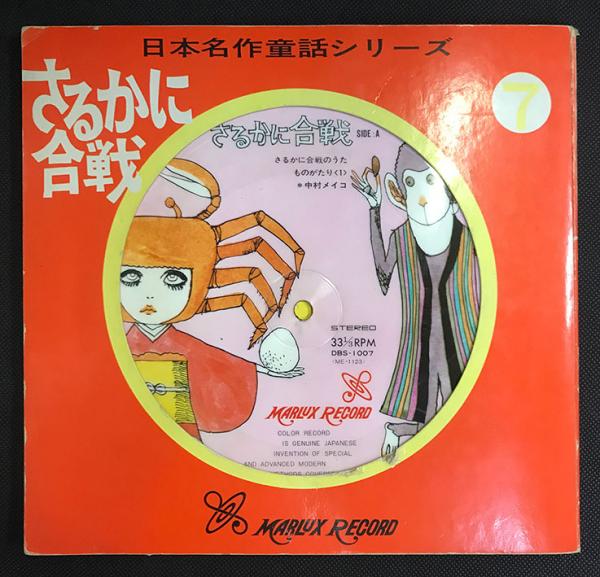 日本名作童話シリーズ
さるかに
合戦
7
さるかに合戦
SIDE:A
さるかに合戦のうた
ものがたり〈1〉
※中村メイコ
STEREO
33⅓RPM
DBS-1007
(ME-1123)
MARLUX RECORD
COLOR RECORD
IS GENUINE JAPANESE
INVENTION OF SPECIAL
AND ADVANCED MODERN
MARLUX RECORD